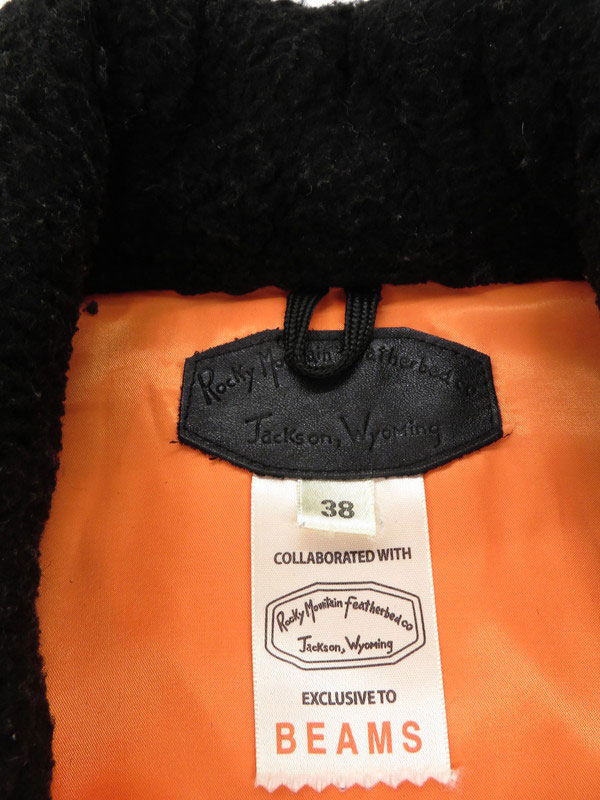 Rocky Mountain Featherbed co
Jackson, Wyoming
38
COLLABORATED WITH
Rocky Mountain Featherbed co
Jackson, Wyoming
EXCLUSIVE TO
BEAMS